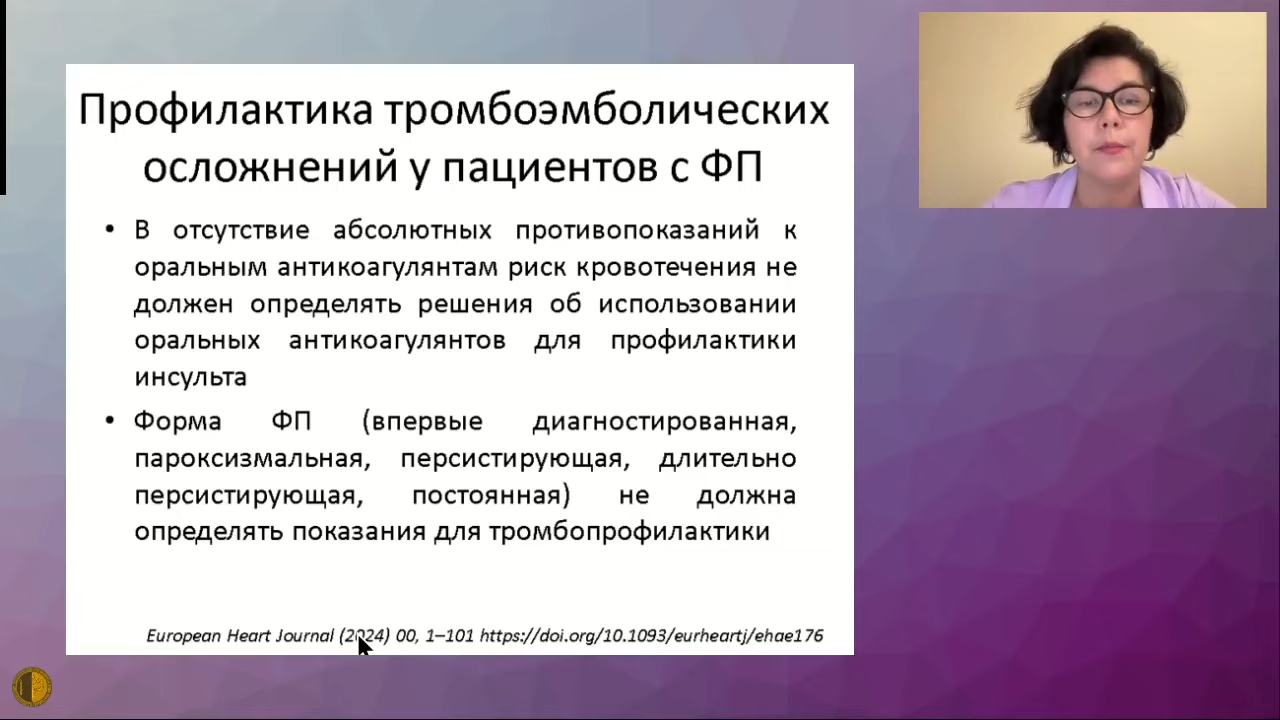 Профилактика тромбоэмболических
осложнений у пациентов с ФП
• В отсутствие абсолютных противопоказаний к
оральным антикоагулянтам риск кровотечения не
должен определять решения об использовании
оральных антикоагулянтов для профилактики
инсульта
• Форма ФП (впервые диагностированная,
пароксизмальная, персистирующая, длительно
персистирующая, постоянная) не должна
определять показания для тромбопрофилактики
European Heart Journal (2024) 00, 1–101 https://doi.org/10.1093/eurheartj/ehae176